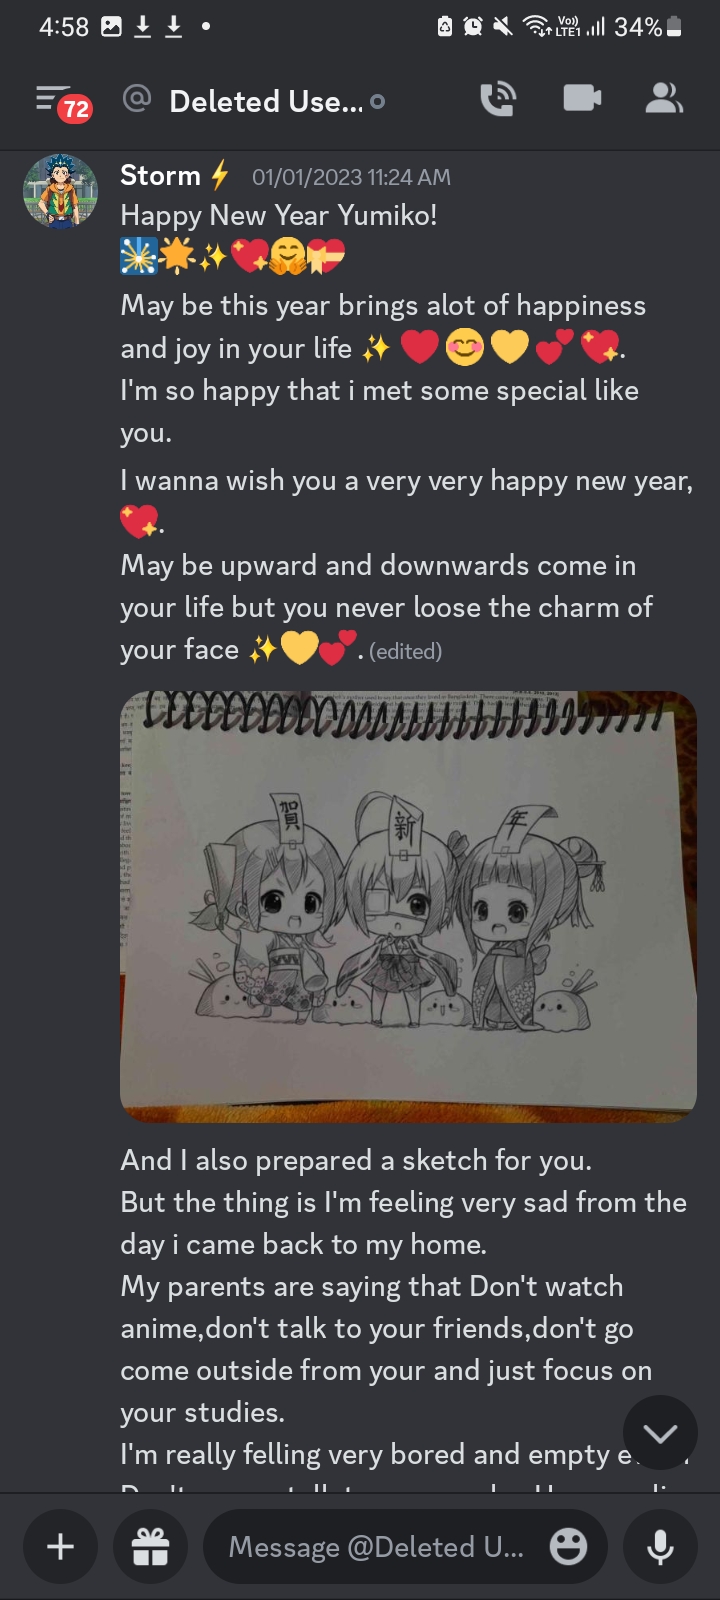 4:58
Vo))
LTE1
34%
72
Deleted Use...
Storm⚡ 01/01/2023 11:24 AM
Happy New Year Yumiko!
🎇🌟✨💖🤗💝
May be this year brings alot of happiness
and joy in your life ✨ ❤️ 😊 💛 💕 💖.
I'm so happy that i met some special like
you.
I wanna wish you a very very happy new year,
💖.
May be upward and downwards come in
your life but you never loose the charm of
your face ✨💛💕. (edited)
賀 新 年
And I also prepared a sketch for you.
But the thing is I'm feeling very sad from the
day i came back to my home.
My parents are saying that Don't watch
anime,don't talk to your friends,don't go
come outside from your and just focus on
your studies.
I'm really felling very bored and empty
Message @Deleted U...